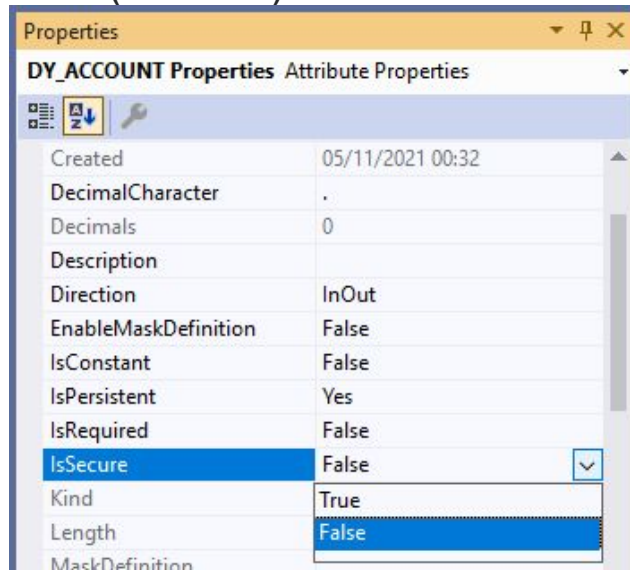 Properties
DY_ACCOUNT Properties Attribute Properties
Created 05/11/2021 00:32
DecimalCharacter .
Decimals 0
Description
Direction InOut
EnableMaskDefinition False
IsConstant False
IsPersistent Yes
IsRequired False
IsSecure False
Kind True
Length False
MaskDefinition